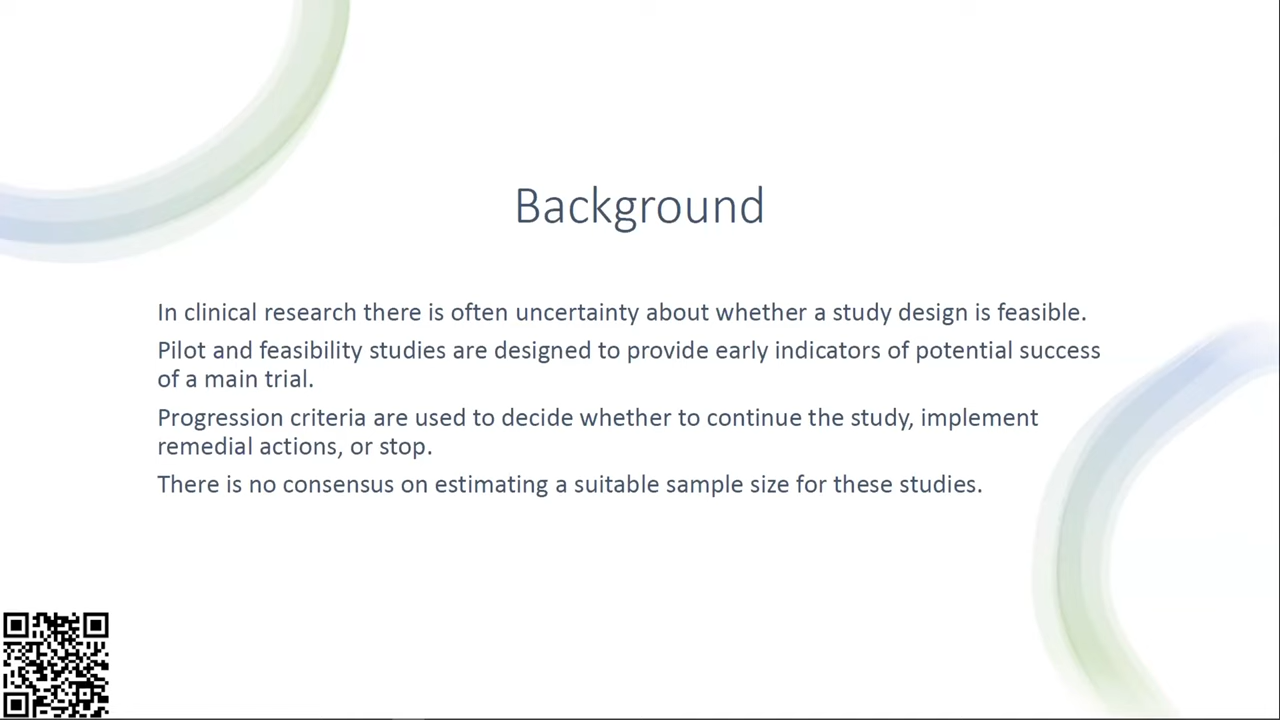 Background
In clinical research there is often uncertainty about whether a study design is feasible.
Pilot and feasibility studies are designed to provide early indicators of potential success
of a main trial.
Progression criteria are used to decide whether to continue the study, implement
remedial actions, or stop.
There is no consensus on estimating a suitable sample size for these studies.